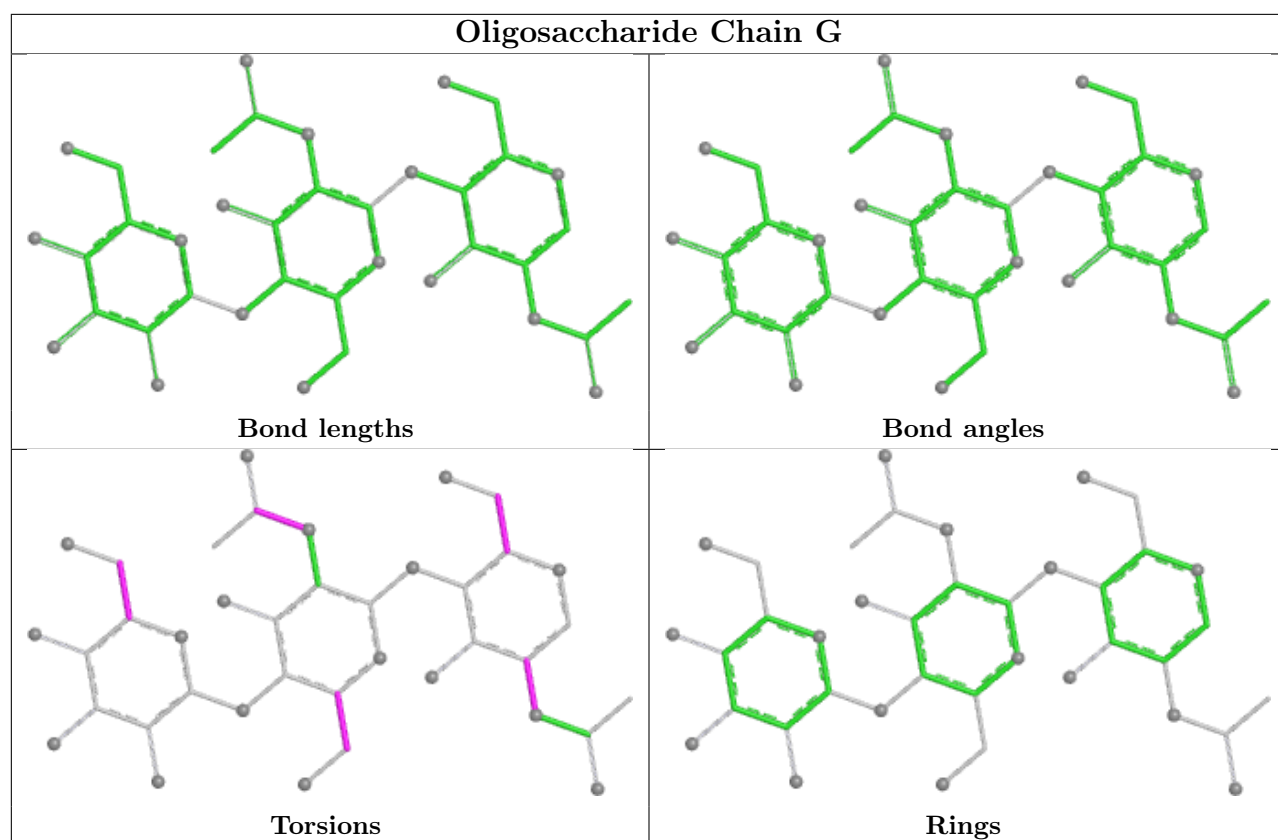 Oligosaccharide Chain G
Bond lengths
Bond angles
Torsions
Rings